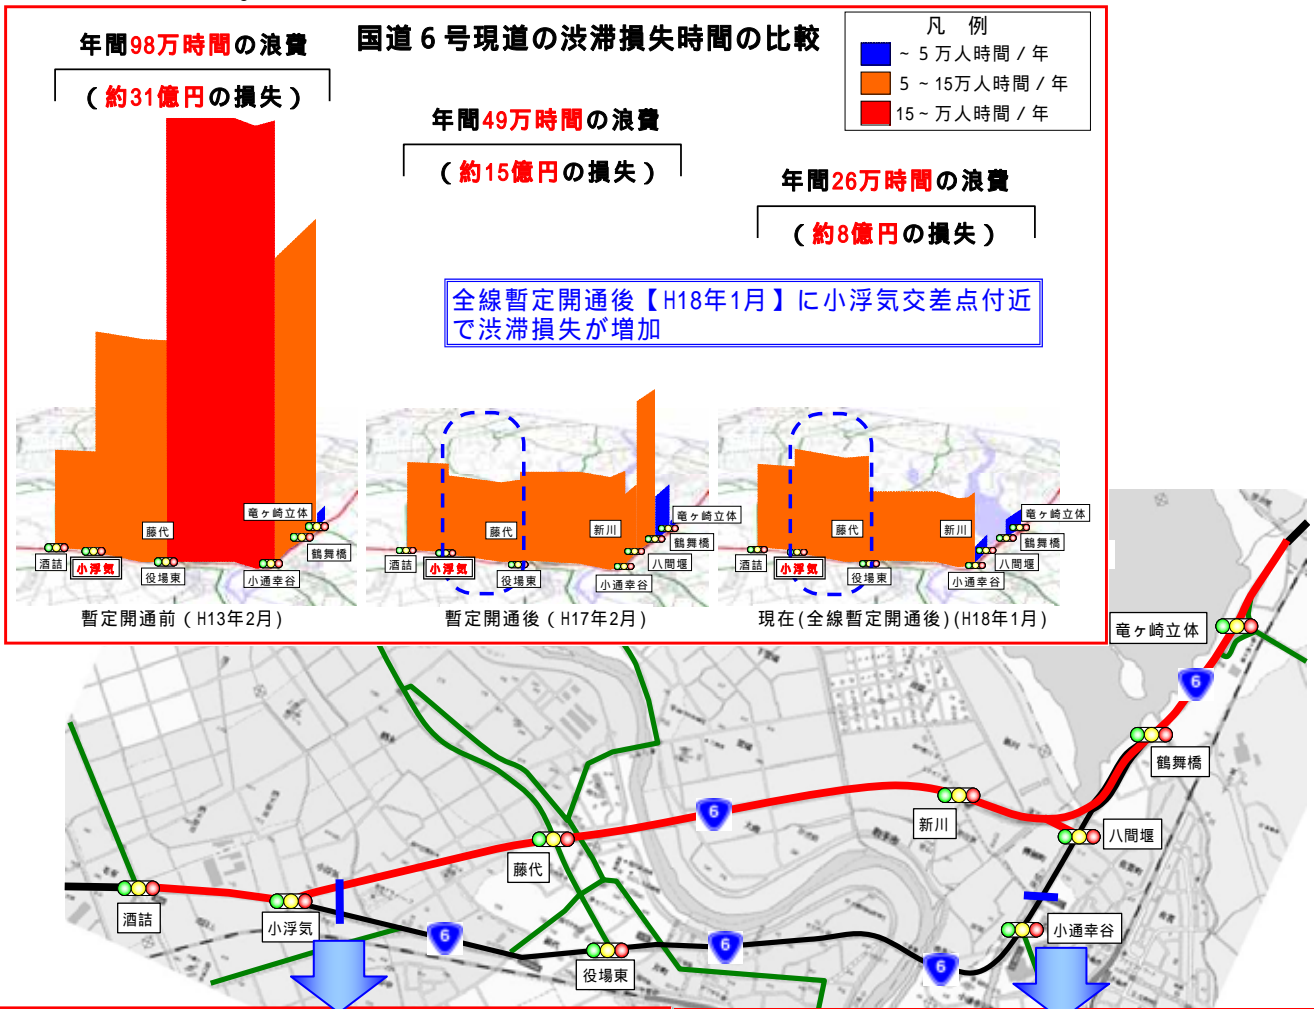 国道６号現道の渋滞損失時間の比較
年間98万時間の浪費
（約31億円の損失）
年間49万時間の浪費
（約15億円の損失）
年間26万時間の浪費
（約8億円の損失）
凡　例
～５万人時間／年
５～15万人時間／年
15～万人時間／年
全線暫定開通後【H18年1月】に小浮気交差点付近
で渋滞損失が増加
酒詰
小浮気
藤代
役場東
小通幸谷
竜ヶ崎立体
鶴舞橋
暫定開通前（H13年2月）
酒詰
小浮気
藤代
役場東
新川
小通幸谷
八間堰
鶴舞橋
竜ヶ崎立体
暫定開通後（H17年2月）
酒詰
小浮気
藤代
役場東
新川
小通幸谷
八間堰
鶴舞橋
竜ヶ崎立体
現在(全線暫定開通後)(H18年1月)
竜ヶ崎立体
6
鶴舞橋
八間堰
新川
6
藤代
酒詰
小浮気
6
役場東
6
6
小通幸谷